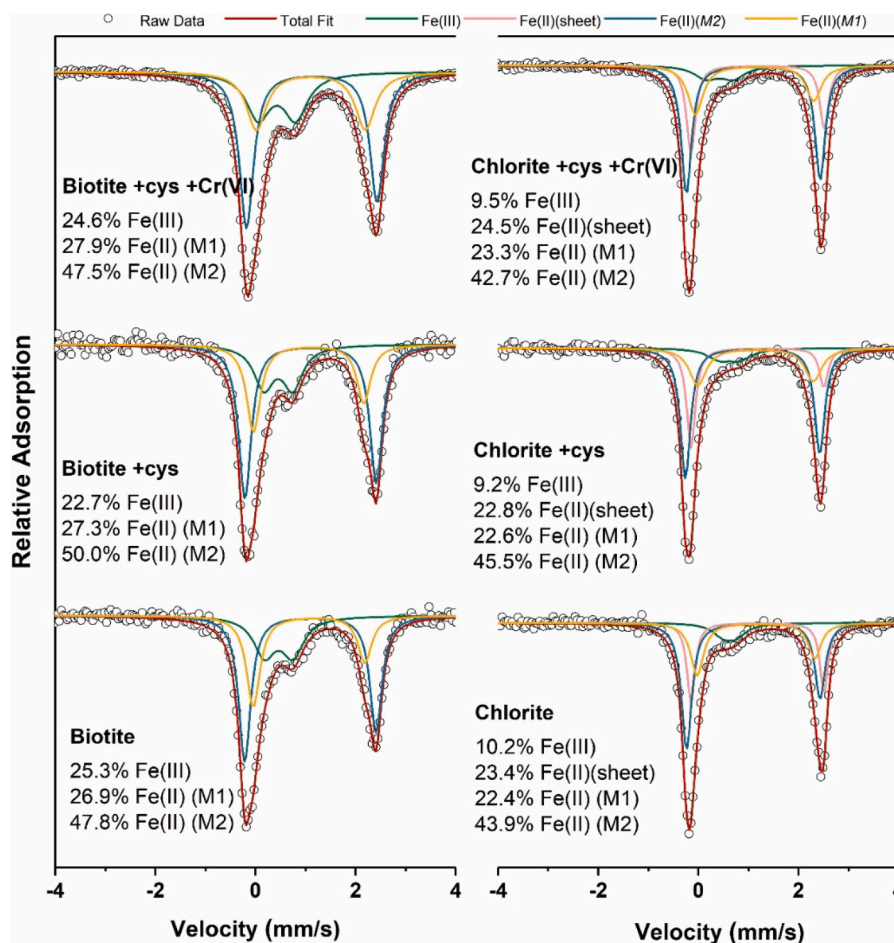 Raw Data Total Fit Fe(III) Fe(II)(sheet) Fe(II)(M2) Fe(II)(M1)
Relative Adsorption
Biotite +cys +Cr(VI)
24.6% Fe(III)
27.9% Fe(II) (M1)
47.5% Fe(II) (M2)
Biotite +cys
22.7% Fe(III)
27.3% Fe(II) (M1)
50.0% Fe(II) (M2)
Biotite
25.3% Fe(III)
26.9% Fe(II) (M1)
47.8% Fe(II) (M2)
-4 -2 0 2 4
Velocity (mm/s)
Chlorite +cys +Cr(VI)
9.5% Fe(III)
24.5% Fe(II)(sheet)
23.3% Fe(II) (M1)
42.7% Fe(II) (M2)
Chlorite +cys
9.2% Fe(III)
22.8% Fe(II)(sheet)
22.6% Fe(II) (M1)
45.5% Fe(II) (M2)
Chlorite
10.2% Fe(III)
23.4% Fe(II)(sheet)
22.4% Fe(II) (M1)
43.9% Fe(II) (M2)
-4 -2 0 2 4
Velocity (mm/s)